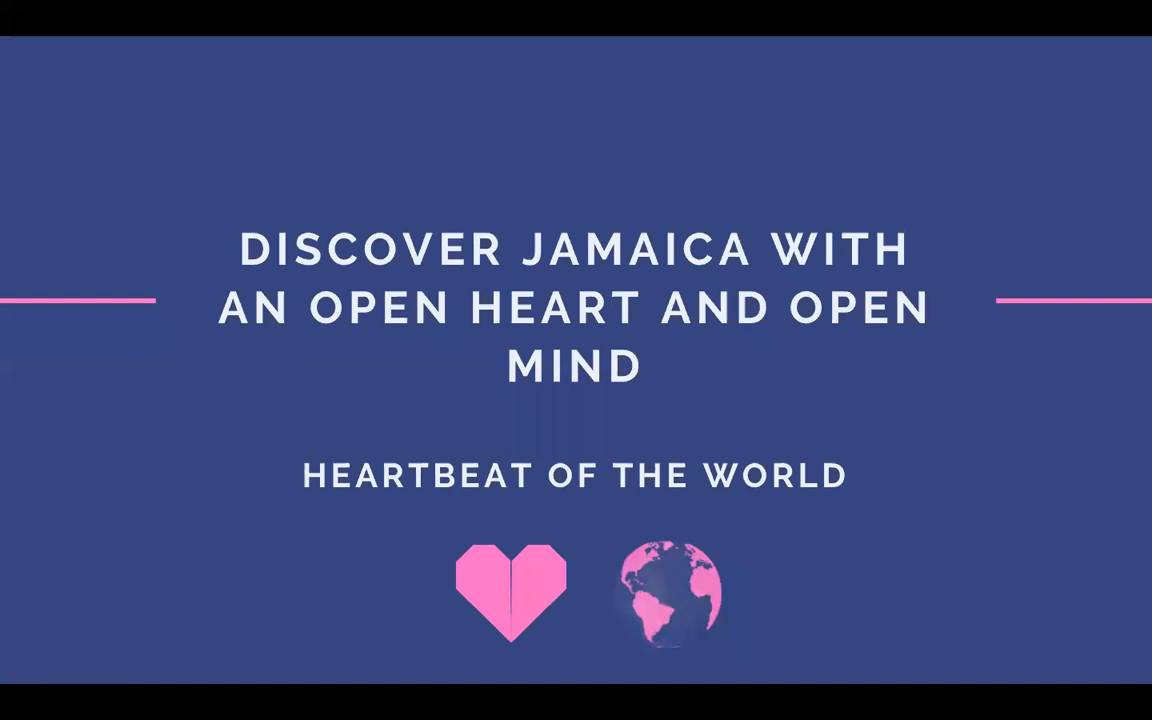 DISCOVER JAMAICA WITH
AN OPEN HEART AND OPEN
MIND
HEARTBEAT OF THE WORLD